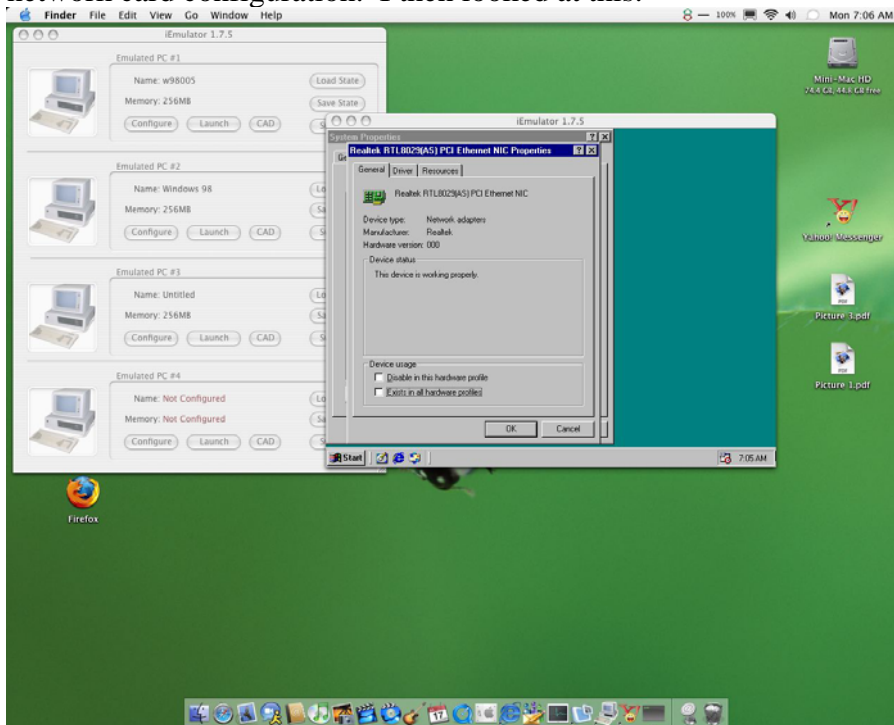 network card configuration. I then looked at this.
Finder File Edit View Go Window Help
100% Mon 7:06 AM
iEmulator 1.7.5
Emulated PC #1
Name: w98005
Memory: 256MB
Configure Launch CAD
Load State
Save State
Emulated PC #2
Name: Windows 98
Memory: 256MB
Configure Launch CAD
Emulated PC #3
Name: Untitled
Memory: 256MB
Configure Launch CAD
Emulated PC #4
Name: Not Configured
Memory: Not Configured
Configure Launch CAD
iEmulator 1.7.5
System Properties
Realtek RTL8029(AS) PCI Ethernet NIC Properties
General Driver Resources
Realtek RTL8029(AS) PCI Ethernet NIC
Device type: Network adapters
Manufacturer: Realtek
Hardware version: 000
Device status
This device is working properly.
Device usage
Disable in this hardware profile
Exists in all hardware profiles
OK Cancel
Start 7:05 AM
Mini-Mac HD
Yahoo! Messenger
PDF
Picture 3.pdf
PDF
Picture 1.pdf
Firefox
17